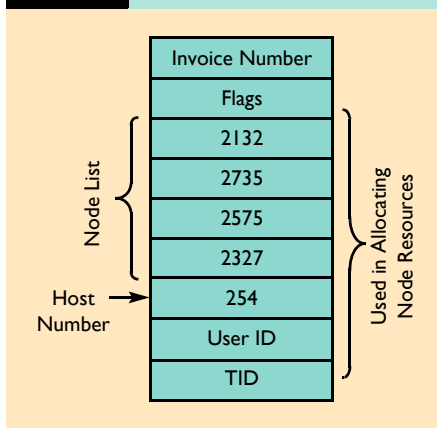 Invoice Number
Flags
2132
2735
2575
2327
254
User ID
TID
Node List
Host
Number
Used in Allocating
Node Resources